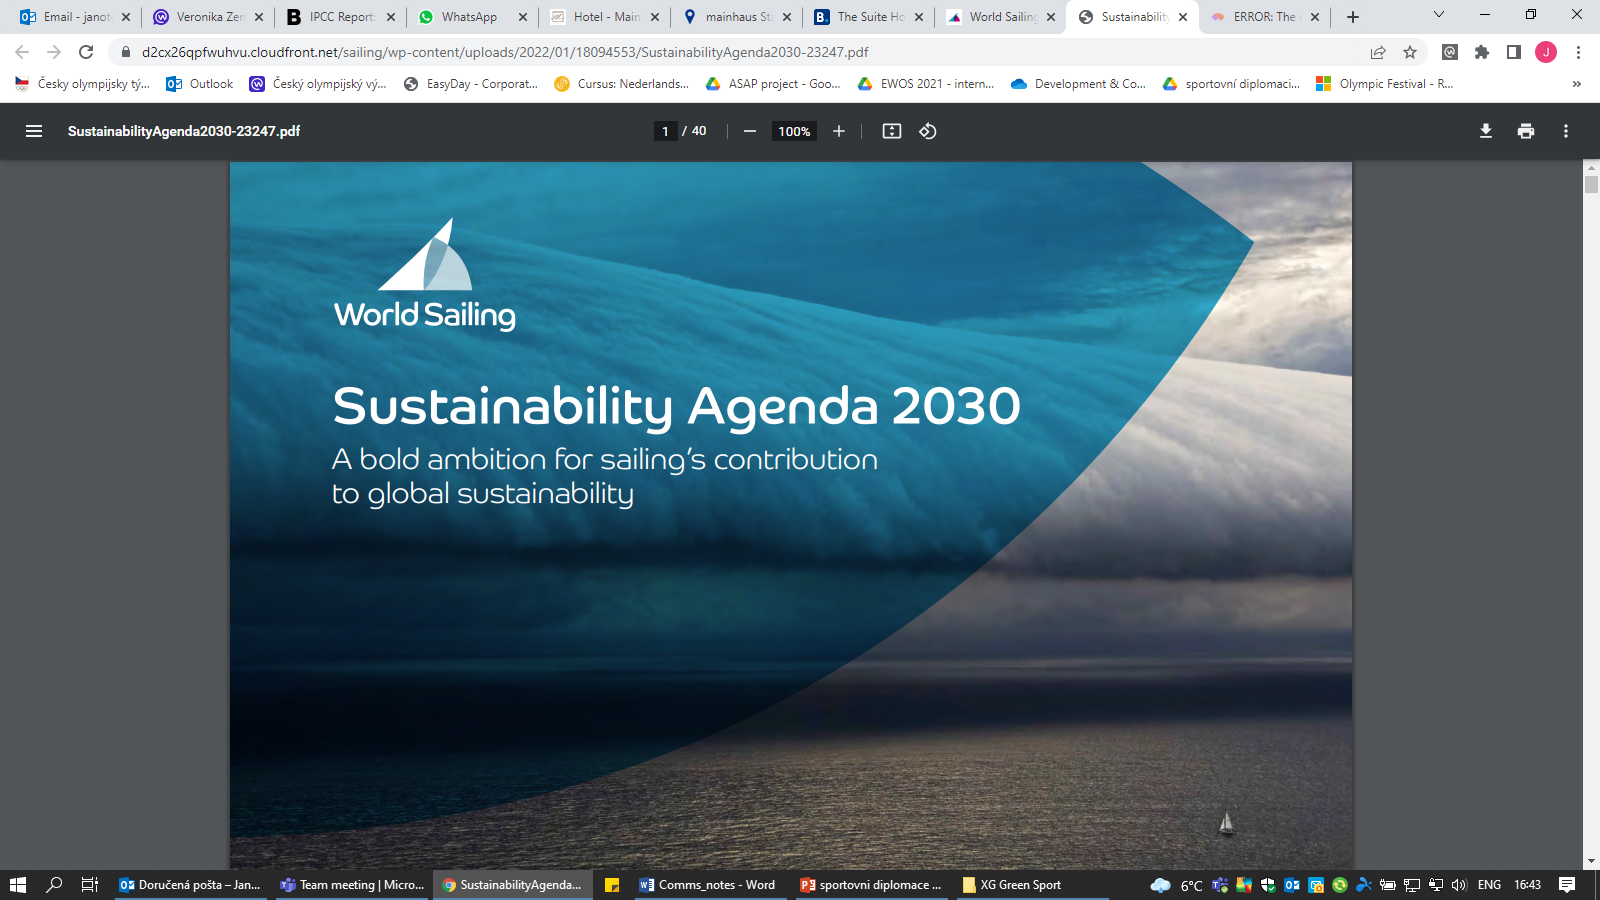 Email - janot
Veronika Zem
IPCC Report
WhatsApp
Hotel - Main
mainhaus Sta
The Suite Ho
World Sailing
Sustainability
ERROR: The
d2cx26qpfwuhvu.cloudfront.net/sailing/wp-content/uploads/2022/01/18094553/SustainabilityAgenda2030-23247.pdf
J
Česky olympijsky tý...
Outlook
Český olympijský vý...
EasyDay - Corporat...
Cursus: Nederlands...
ASAP project - Goo...
EWOS 2021 - intern...
Development & Co...
sportovní diplomaci...
Olympic Festival - R...
»
SustainabilityAgenda2030-23247.pdf
1 / 40
100%
World Sailing
Sustainability Agenda 2030
A bold ambition for sailing's contribution
to global sustainability
Doručená pošta – Jan...
Team meeting | Micro...
SustainabilityAgenda...
Comms_notes - Word
sportovni diplomace ...
XG Green Sport
6°C
ENG
16:43